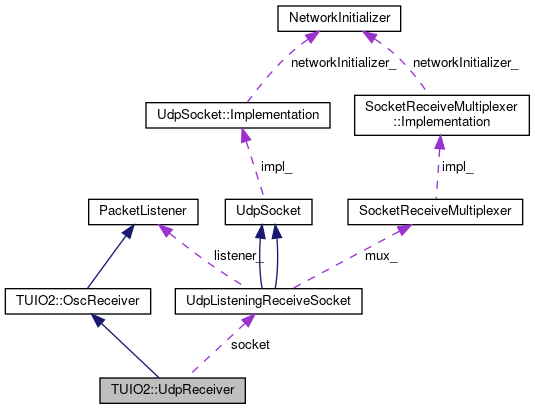 NetworkInitializer
networkInitializer_
networkInitializer_
UdpSocket::Implementation
SocketReceiveMultiplexer
::Implementation
impl_
impl_
PacketListener
UdpSocket
SocketReceiveMultiplexer
listener_
mux_
TUIO2::OscReceiver
UdpListeningReceiveSocket
socket
TUIO2::UdpReceiver